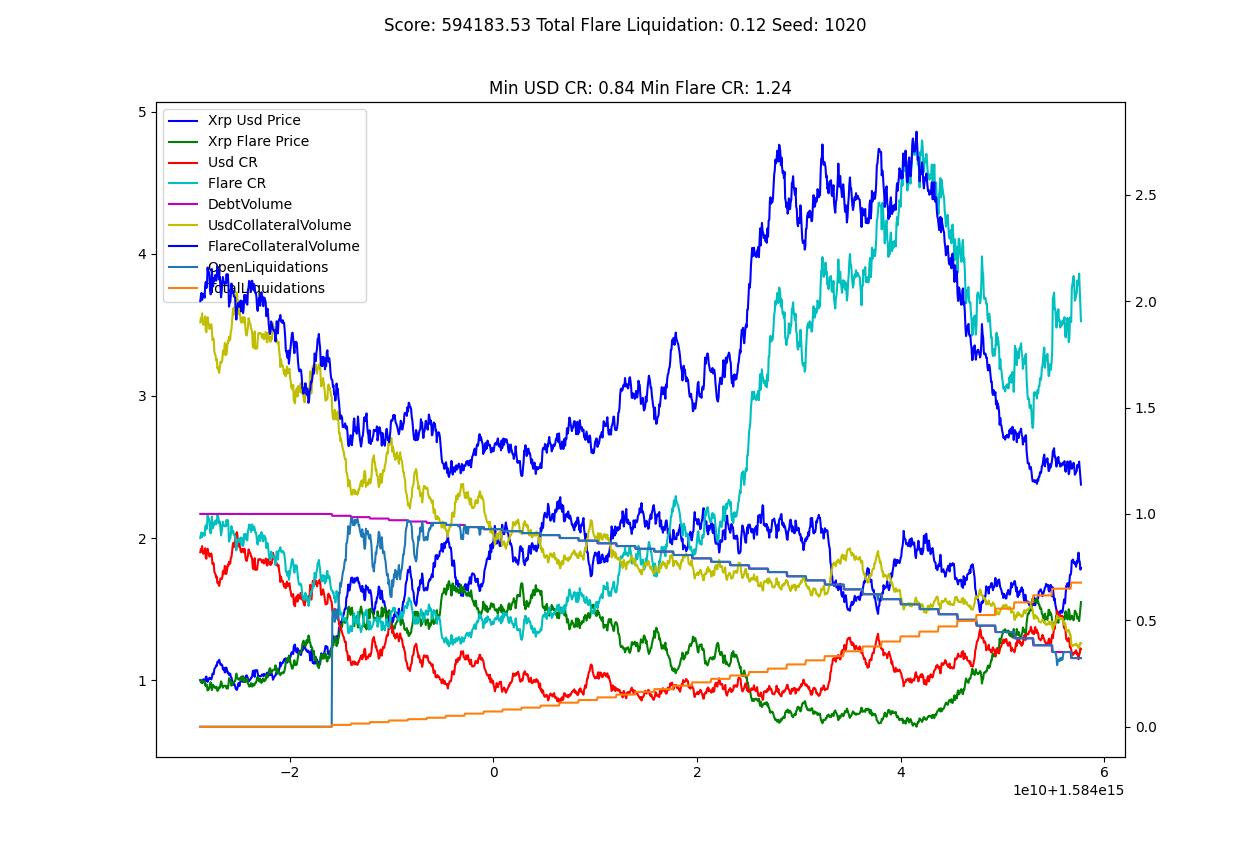 Score: 594183.53 Total Flare Liquidation: 0.12 Seed: 1020
Min USD CR: 0.84 Min Flare CR: 1.24
Xrp Usd Price
Xrp Flare Price
Usd CR
Flare CR
DebtVolume
UsdCollateralVolume
FlareCollateralVolume
OpenLiquidations
TotalLiquidations
5
4
3
2
1
2.5
2.0
1.5
1.0
0.5
0.0
−2 0 2 4 6
1e10+1.584e15